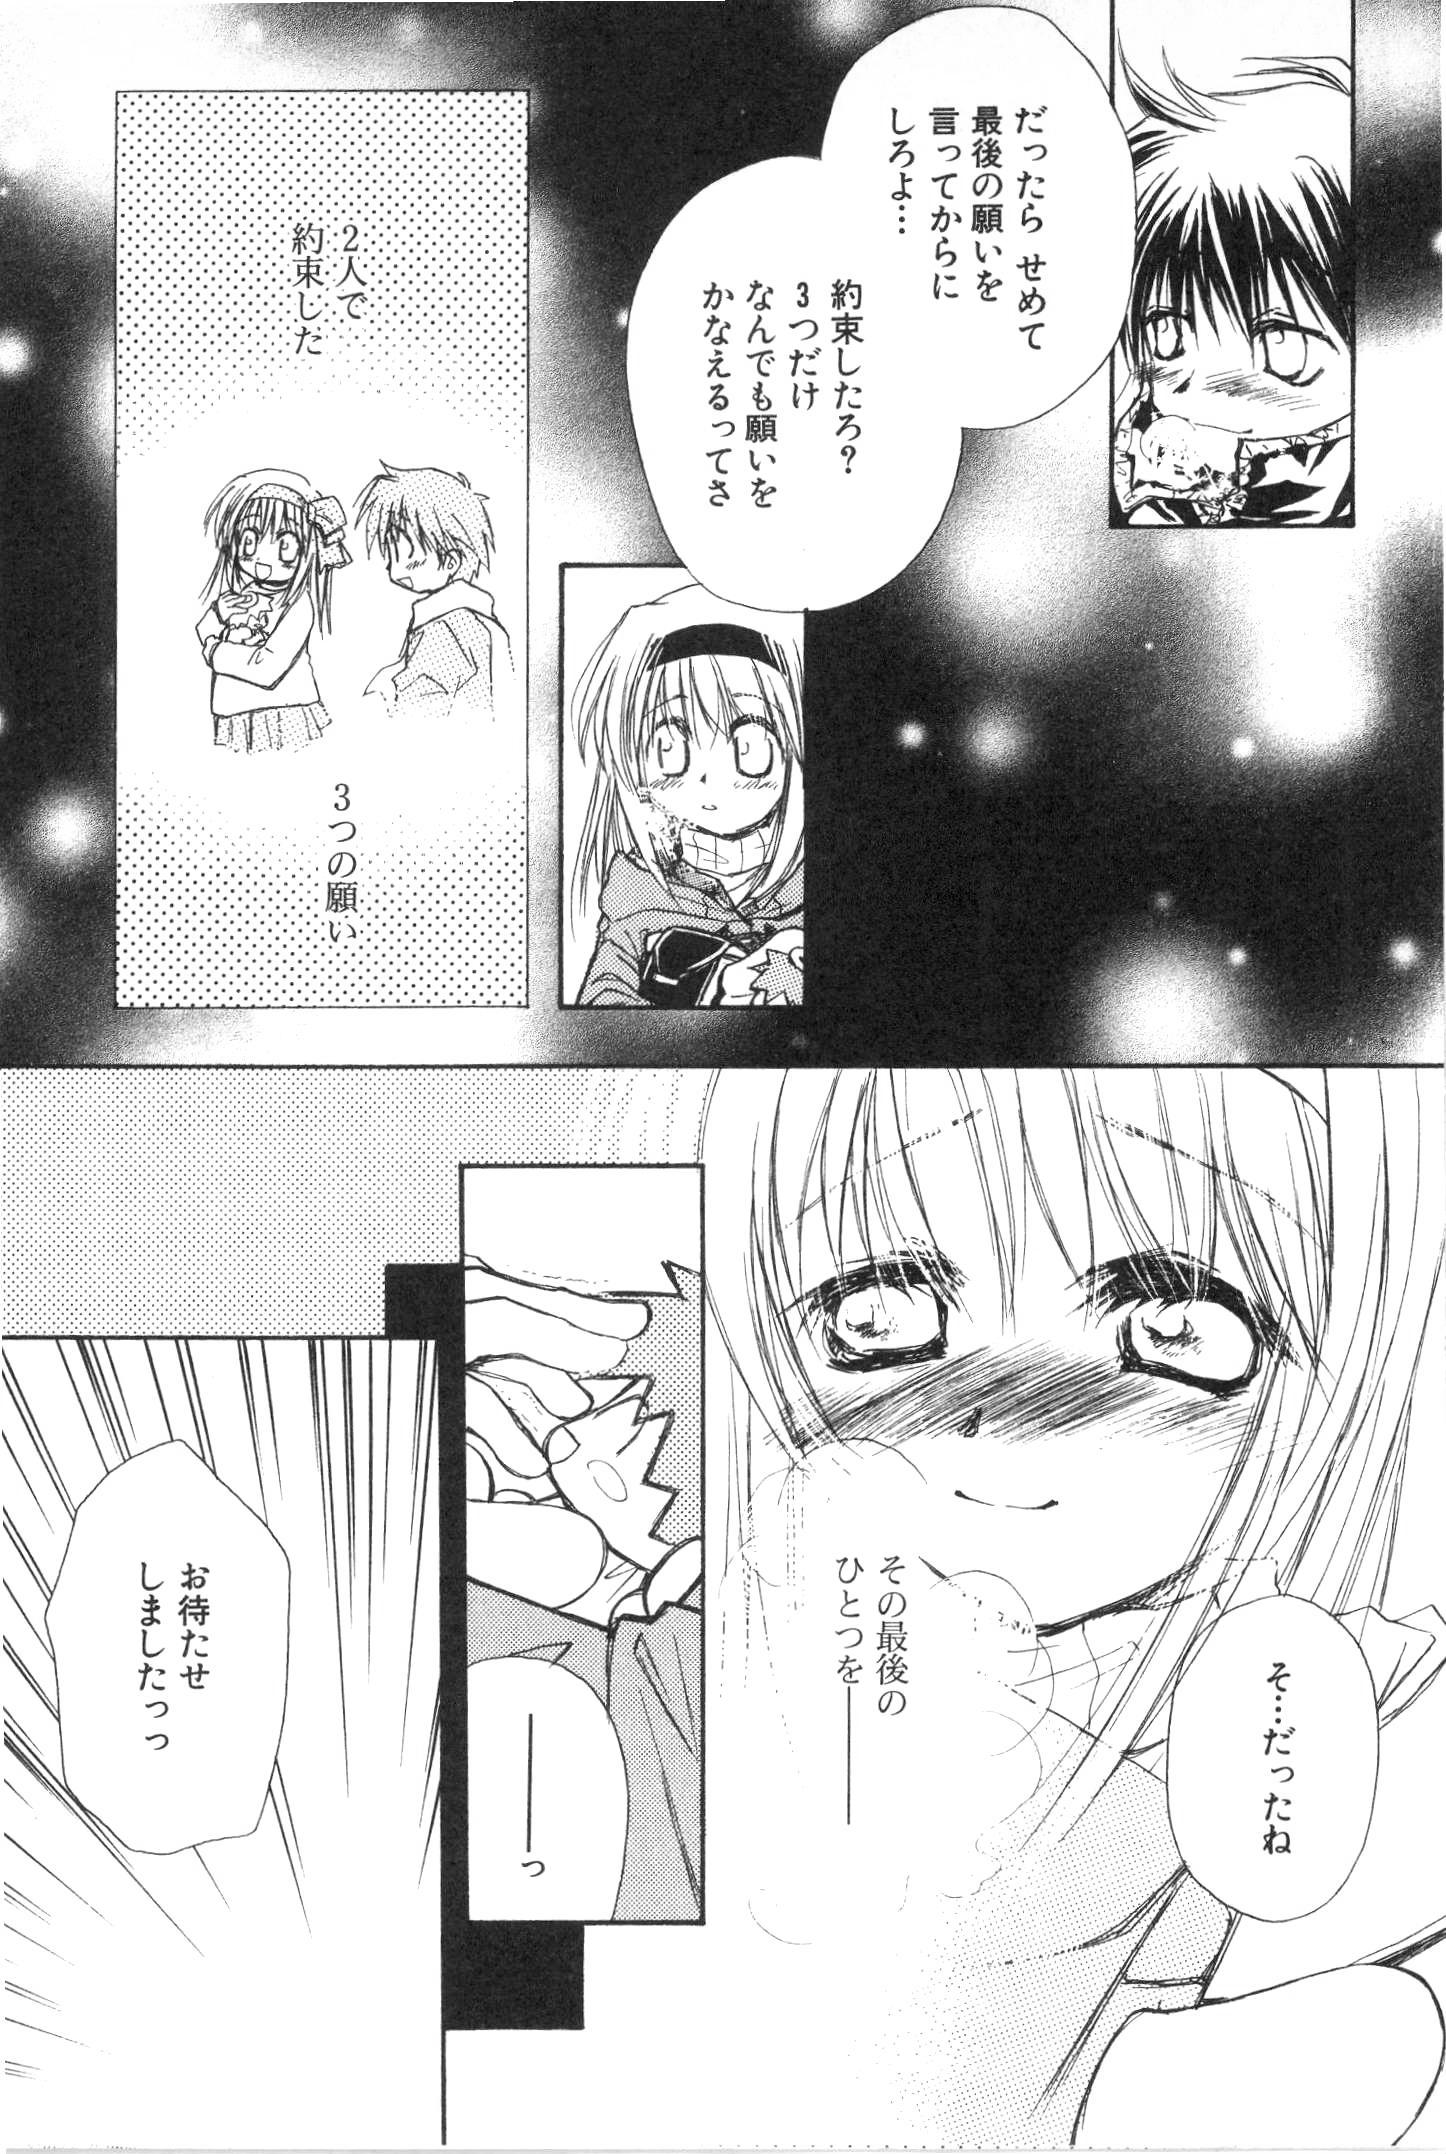 だったら せめて
最後の願いを
言ってからに
しろよ…
約束したろ？
3つだけ
なんでも願いを
かなえるってさ
2人で
約束した
3つの願い
そ…だったね
その最後の
ひとつを――
――っ
お待たせ
しましたっっ